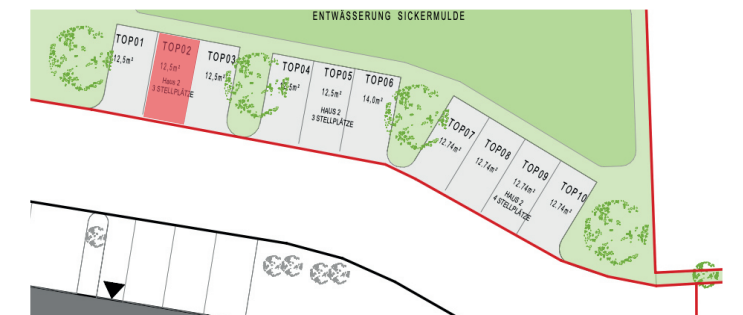 ENTWÄSSERUNG SICKERMULDE
TOP01
12,5m²
TOP02
12,5m²
Haus 2
3 STELLPLÄTZE
TOP03
12,5m²
TOP04
12,5m²
TOP05
12,5m²
HAUS 2
3 STELLPLÄTZE
TOP06
14,0m²
TOP07
12.74m²
TOP08
12.74m²
TOP09
12.74m²
HAUS 2
4 STELLPLÄTZE
TOP10
12.74m²